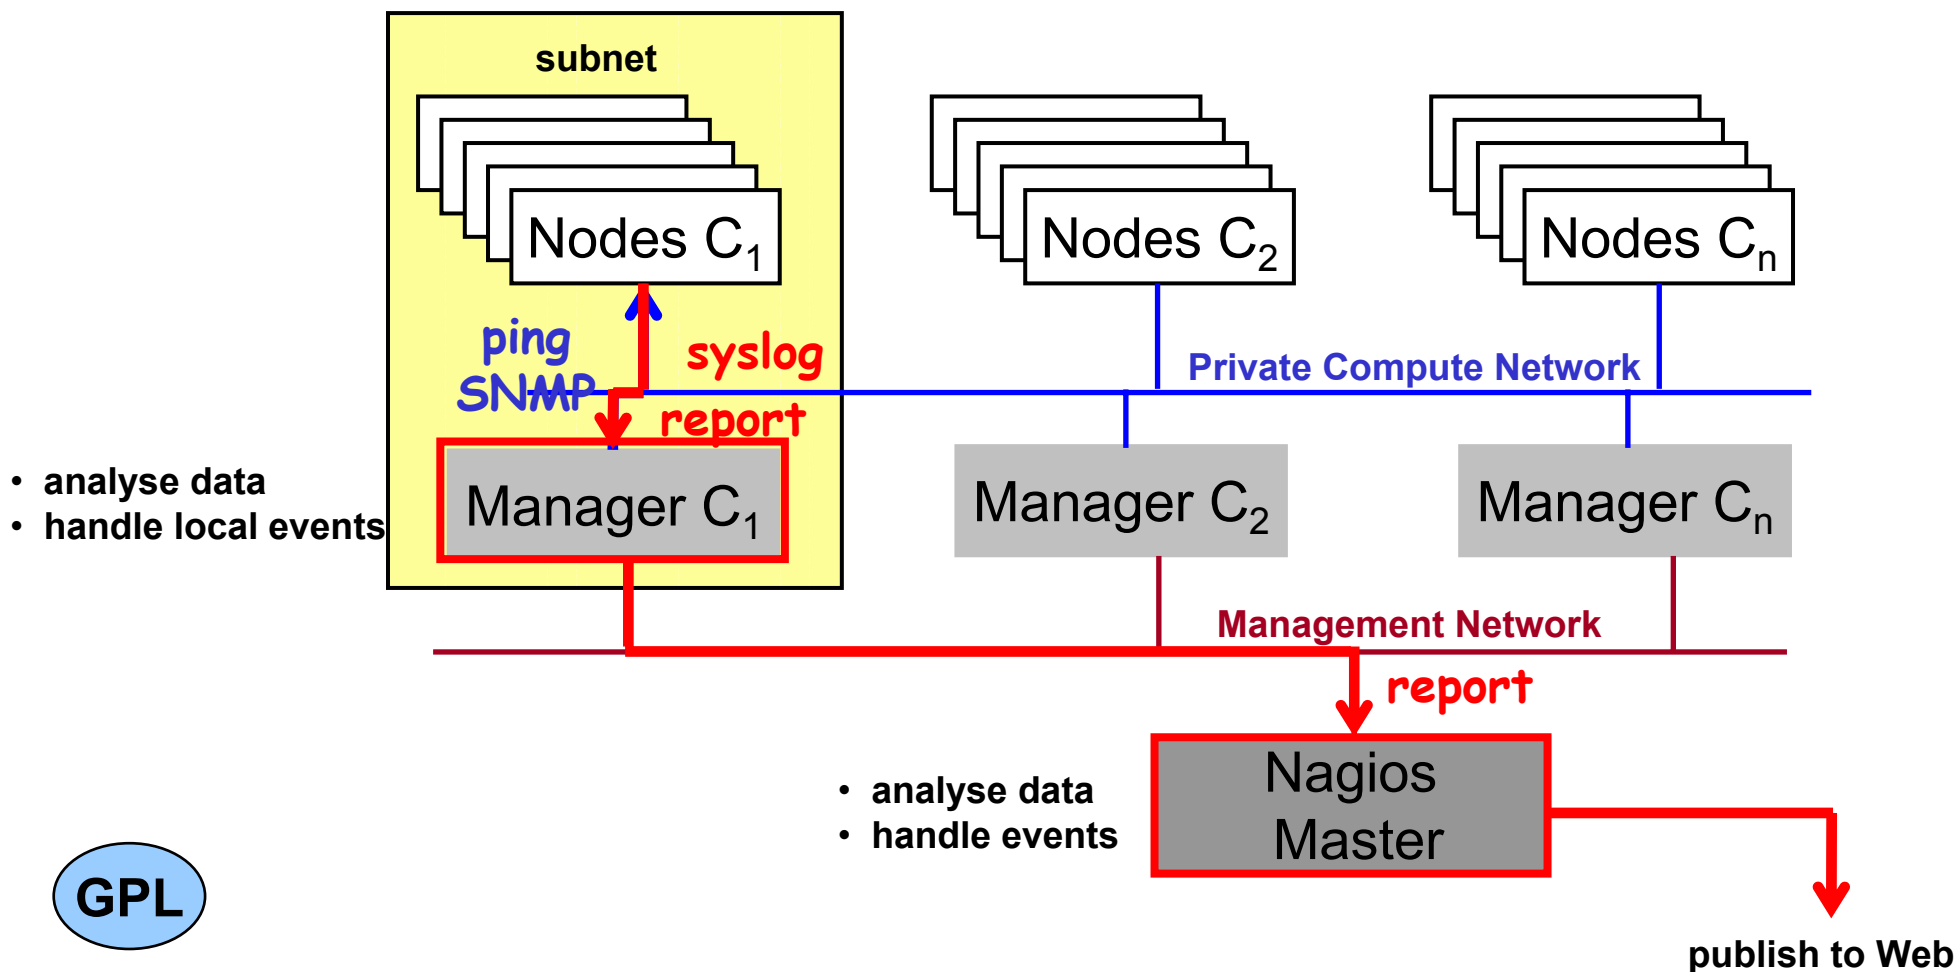 subnet
Nodes C1
Nodes C2
Nodes Cn
ping
SNMP
syslog
report
Private Compute Network
• analyse data
• handle local events
Manager C1
Manager C2
Manager Cn
Management Network
report
• analyse data
• handle events
Nagios
Master
GPL
publish to Web